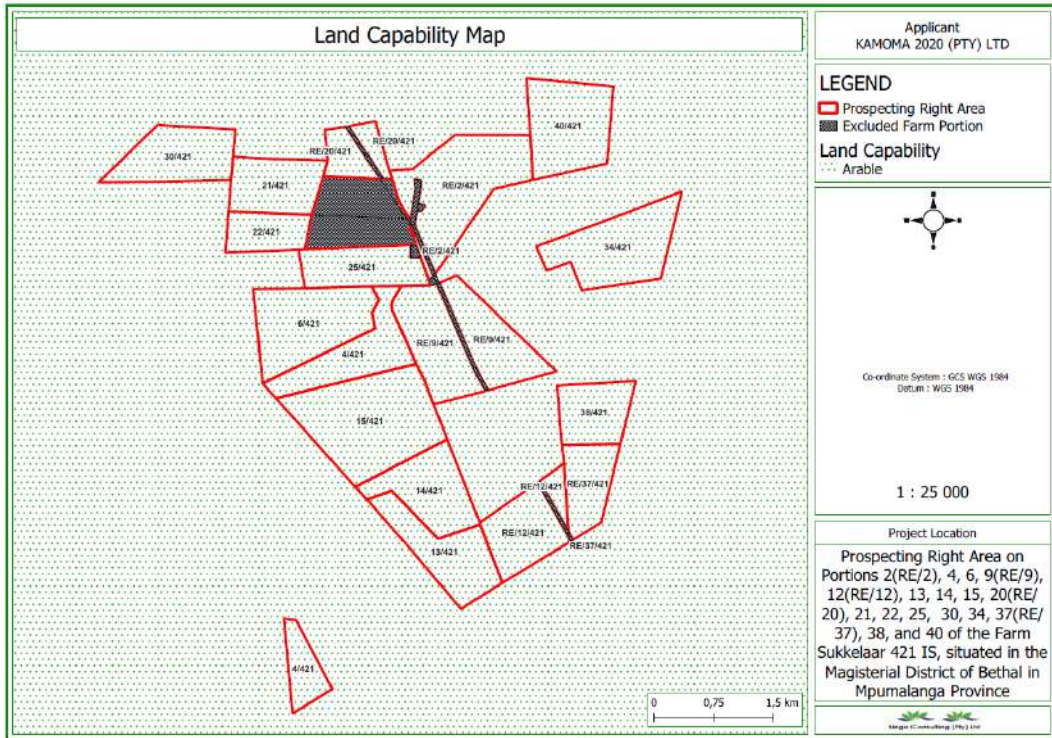 Land Capability Map
Applicant
KAMOMA 2020 (PTY) LTD
LEGEND
Prospecting Right Area
Excluded Farm Portion
Land Capability
Arable
Co-ordinate System : GCS WGS 1984
Datum : WGS 1984
1 : 25 000
Project Location
Prospecting Right Area on
Portions 2(RE/2), 4, 6, 9(RE/9),
12(RE/12), 13, 14, 15, 20(RE/
20), 21, 22, 25, 30, 34, 37(RE/
37), 38, and 40 of the Farm
Sukkelaar 421 IS, situated in the
Magisterial District of Bethal in
Mpumalanga Province
40/421
30/421
RE/20/421
RE/20/421
21/421
RE/2/421
22/421
RE/2/421
34/421
25/421
6/421
4/421
RE/9/421
RE/9/421
15/421
38/421
14/421
RE/12/421
RE/37/421
RE/12/421
RE/37/421
13/421
4/421
0 0,75 1,5 km